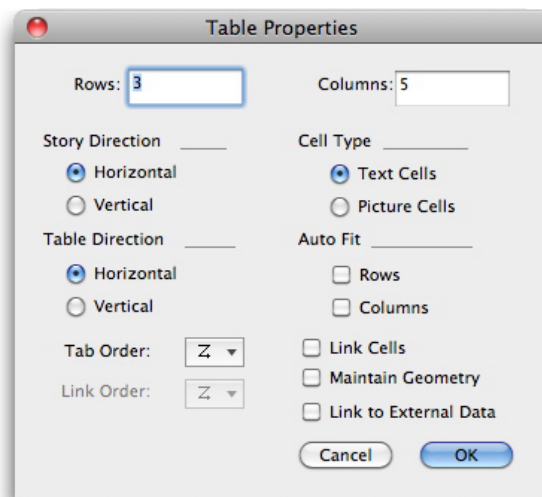 Table Properties
Rows: 3
Columns: 5
Story Direction
Horizontal
Vertical
Table Direction
Horizontal
Vertical
Tab Order:
Link Order:
Cell Type
Text Cells
Picture Cells
Auto Fit
Rows
Columns
Link Cells
Maintain Geometry
Link to External Data
Cancel
OK